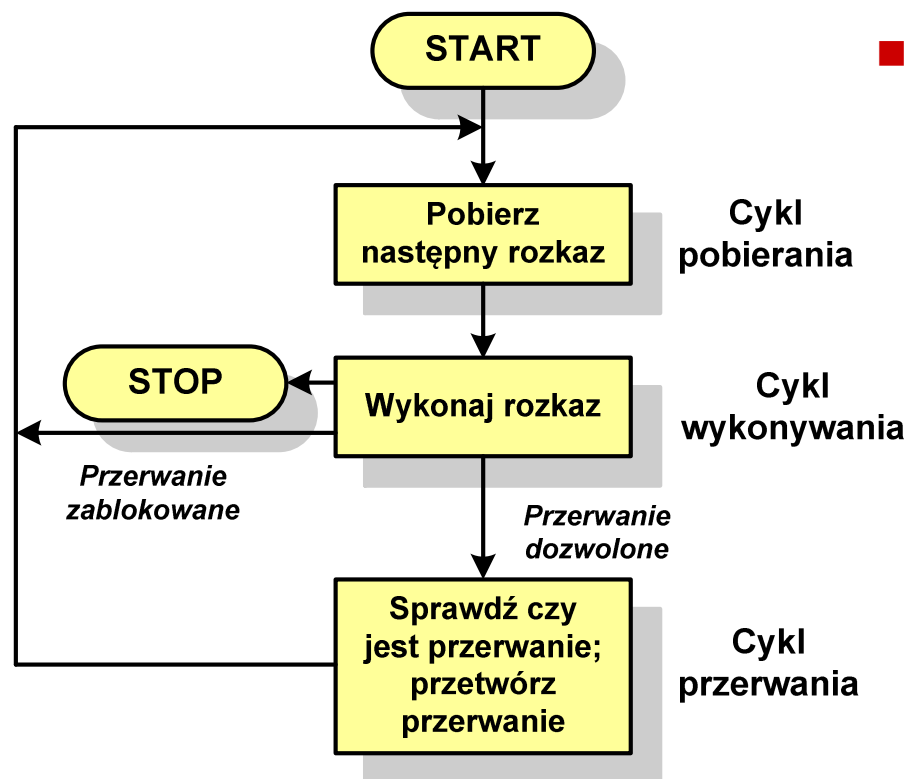 START
Pobierz
następny rozkaz
Cykl
pobierania
STOP
Wykonaj rozkaz
Cykl
wykonywania
Przerwanie
zablokowane
Przerwanie
dozwolone
Sprawdź czy
jest przerwanie;
przetwórz
przerwanie
Cykl
przerwania